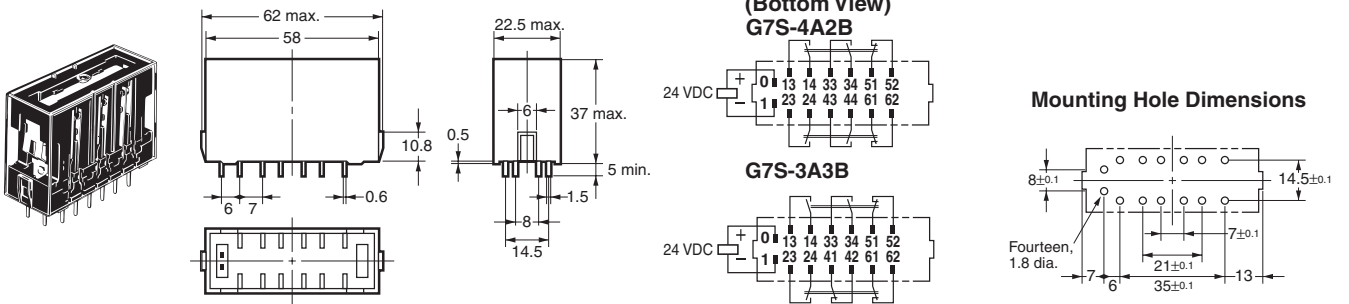 62 max.
58
10.8
6
7
0.6
22.5 max.
6
37 max.
0.5
5 min.
1.5
8
14.5
(Bottom View)
G7S-4A2B
24 VDC
+
−
0
1
13 14 33 34 51 52
23 24 43 44 61 62
G7S-3A3B
24 VDC
+
−
0
1
13 14 33 34 51 52
23 24 41 42 61 62
Mounting Hole Dimensions
8±0.1
14.5±0.1
7±0.1
Fourteen,
1.8 dia.
21±0.1
7
6
35±0.1
13